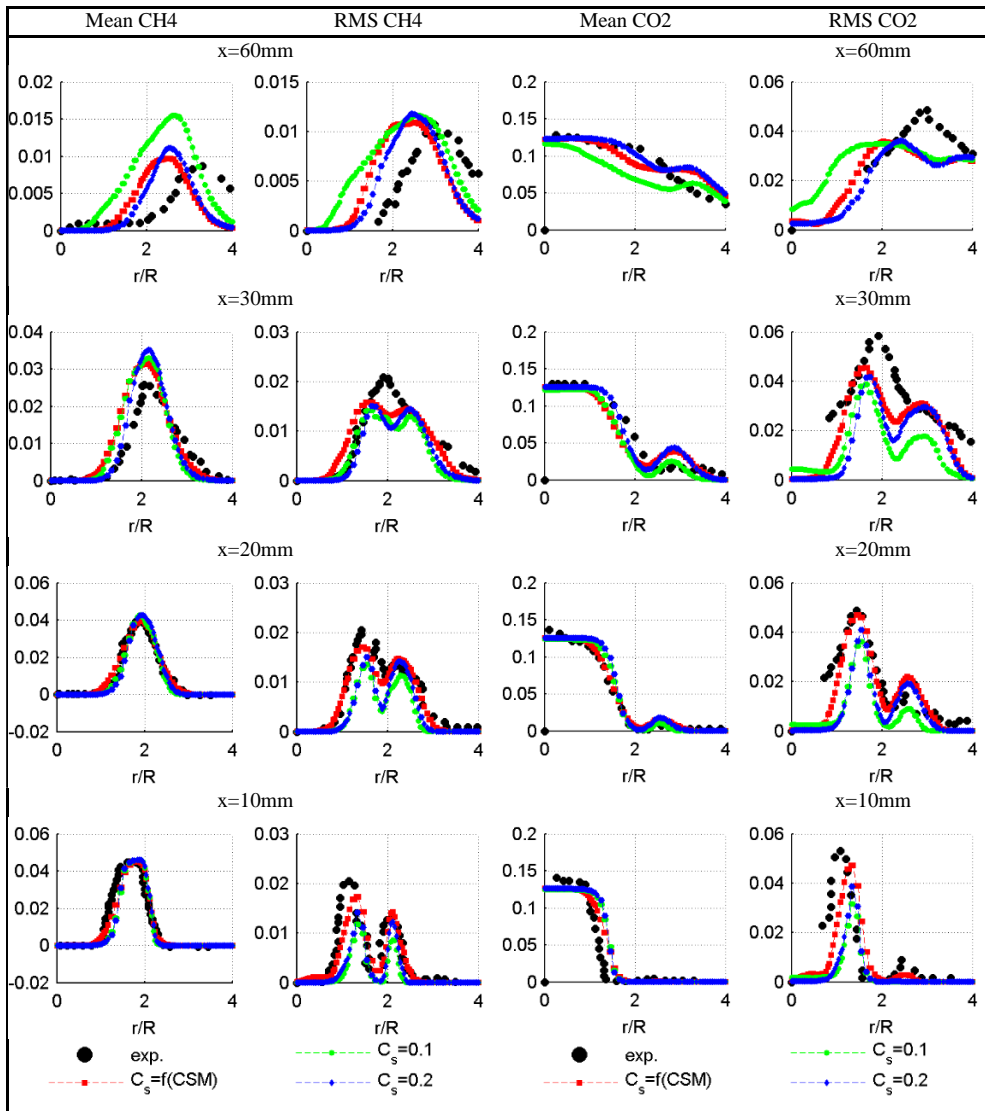 Mean CH4 RMS CH4 Mean CO2 RMS CO2
x=60mm x=60mm
0.02 0.015 0.2 0.06
0.015 0.01 0.15 0.04
0.01 0.005 0.1 0.02
0.005 0 0.05 0
0 0
0 2 4 0 2 4 0 2 4 0 2 4
r/R r/R r/R r/R
x=30mm x=30mm
0.04 0.03 0.2 0.06
0.03 0.02 0.15 0.04
0.02 0.01 0.1 0.02
0.01 0 0.05 0
0 0
0 2 4 0 2 4 0 2 4 0 2 4
r/R r/R r/R r/R
x=20mm x=20mm
0.06 0.03 0.2 0.06
0.04 0.02 0.15 0.04
0.02 0.01 0.1 0.02
0 0 0.05 0
-0.02 0
0 2 4 0 2 4 0 2 4 0 2 4
r/R r/R r/R r/R
x=10mm x=10mm
0.06 0.03 0.2 0.06
0.04 0.02 0.15 0.04
0.02 0.01 0.1 0.02
0 0 0.05 0
-0.02 0
0 2 4 0 2 4 0 2 4 0 2 4
r/R r/R r/R r/R
exp. C_s=0.1 exp. C_s=0.1
C_s=f(CSM) C_s=0.2 C_s=f(CSM) C_s=0.2